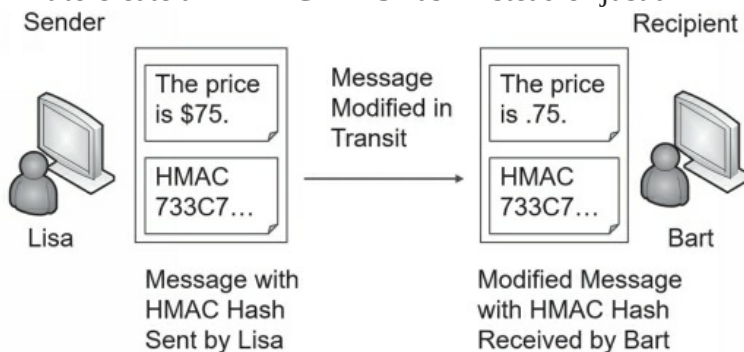 Sender
Recipient
The price
is $75.
HMAC
733C7…
Lisa
Message
Modified in
Transit
The price
is .75.
HMAC
733C7…
Bart
Message with
HMAC Hash
Sent by Lisa
Modified Message
with HMAC Hash
Received by Bart